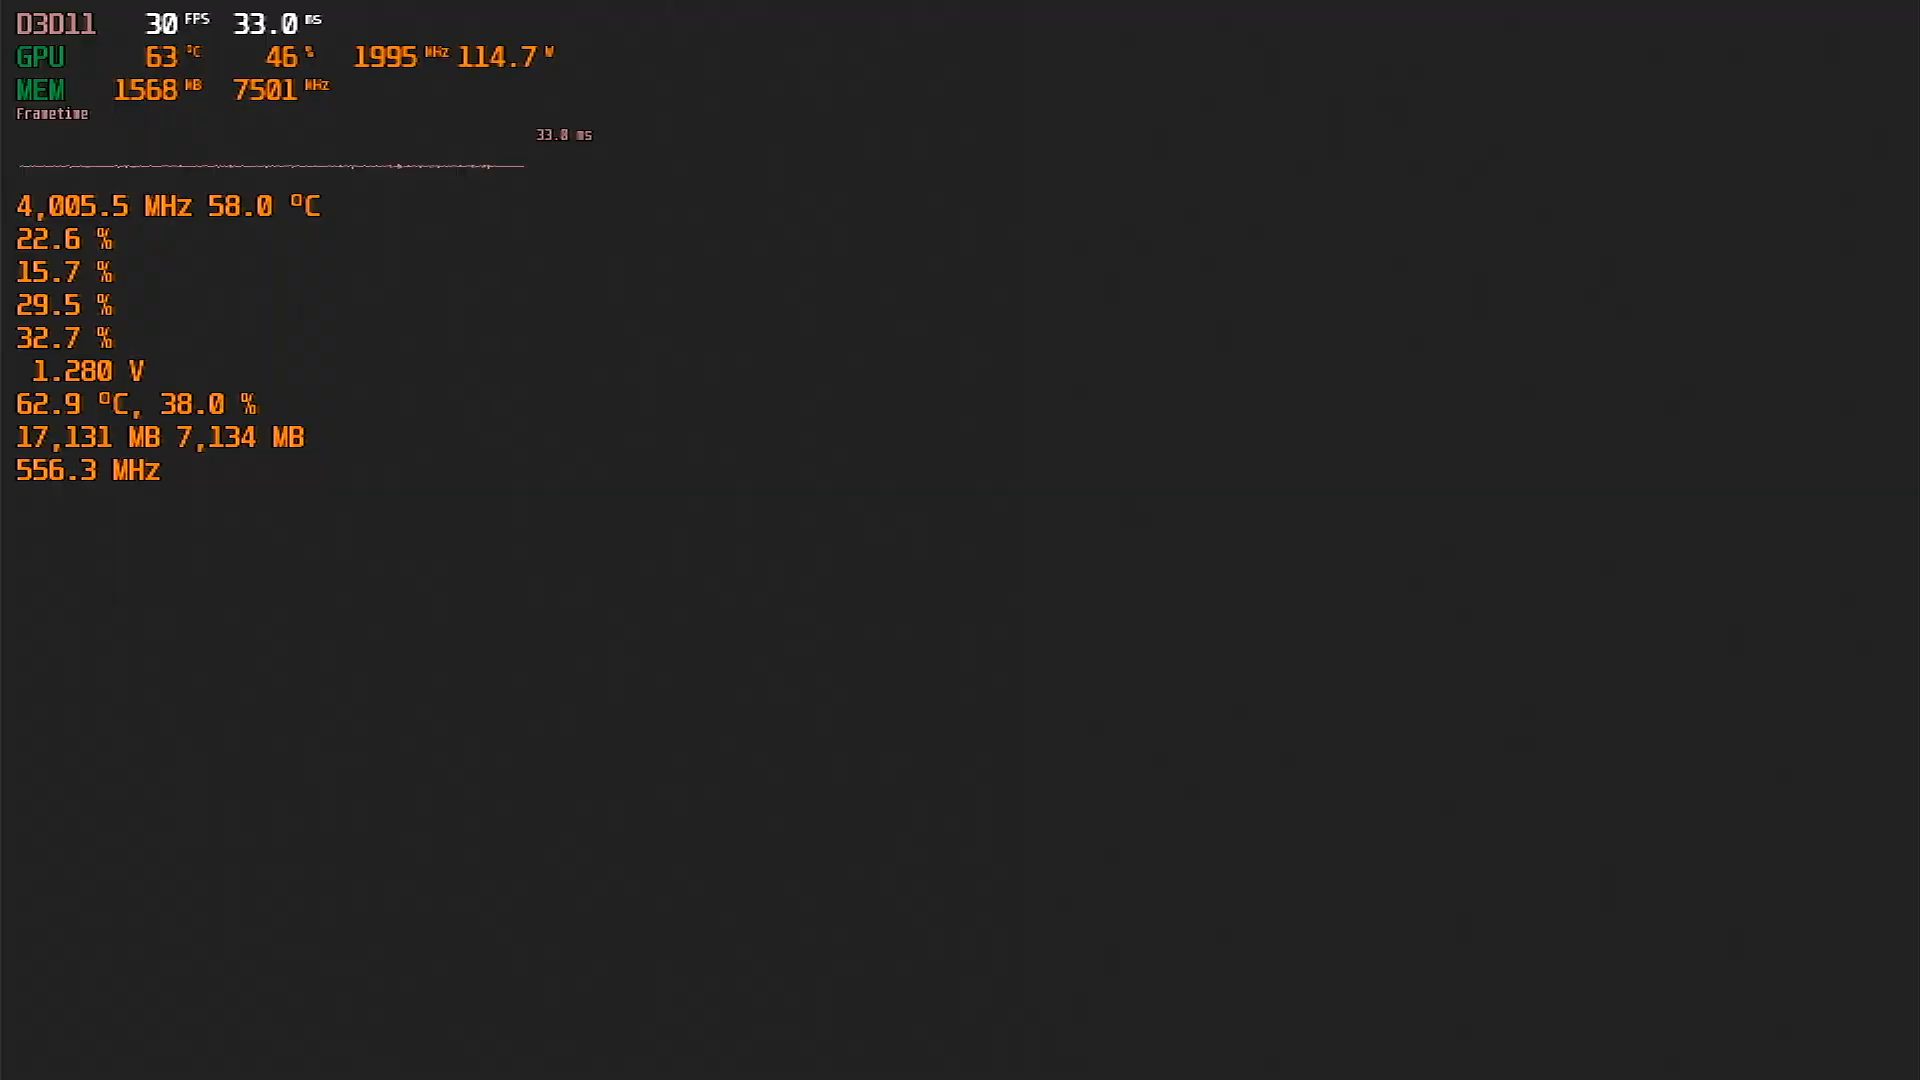 D3D11 30 FPS 33.0 ms
GPU 63 °C 46 % 1995 MHz 114.7 W
MEM 1568 MB 7501 MHz
Frametime
33.0 ms
4,005.5 MHz 58.0 ºC
22.6 %
15.7 %
29.5 %
32.7 %
1.280 V
62.9 ºC, 38.0 %
17,131 MB 7,134 MB
556.3 MHz